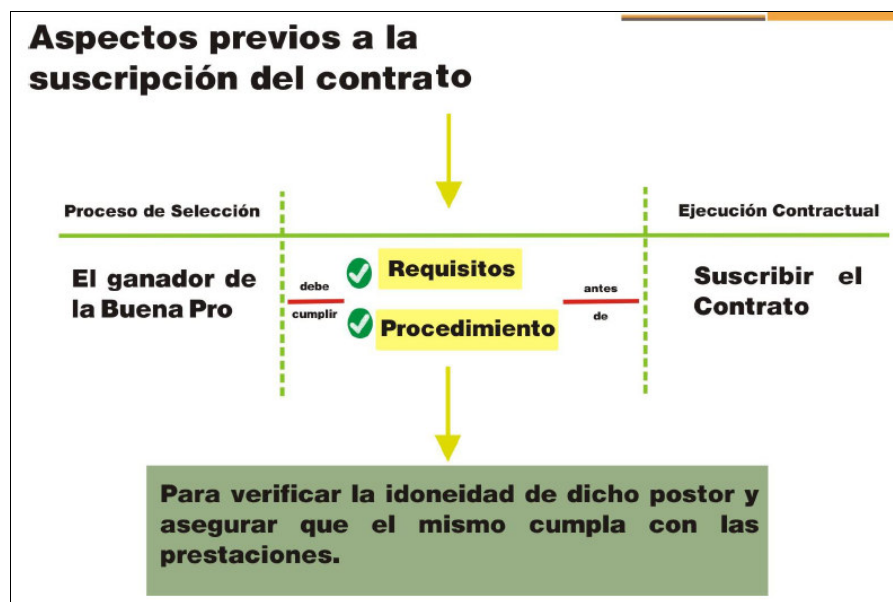 Aspectos previos a la
suscripción del contrato
Proceso de Selección
Ejecución Contractual
El ganador de
la Buena Pro
debe
cumplir
Requisitos
Procedimiento
antes
de
Suscribir el
Contrato
Para verificar la idoneidad de dicho postor y
asegurar que el mismo cumpla con las
prestaciones.